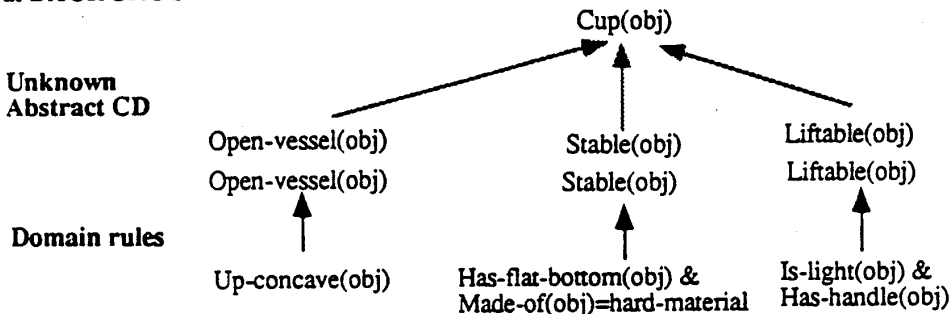 Cup(obj)
Unknown
Abstract CD
Open-vessel(obj) Stable(obj) Liftable(obj)
Open-vessel(obj) Stable(obj) Liftable(obj)
Domain rules
Up-concave(obj) Has-flat-bottom(obj) & Is-light(obj) &
Made-of(obj)=hard-material Has-handle(obj)